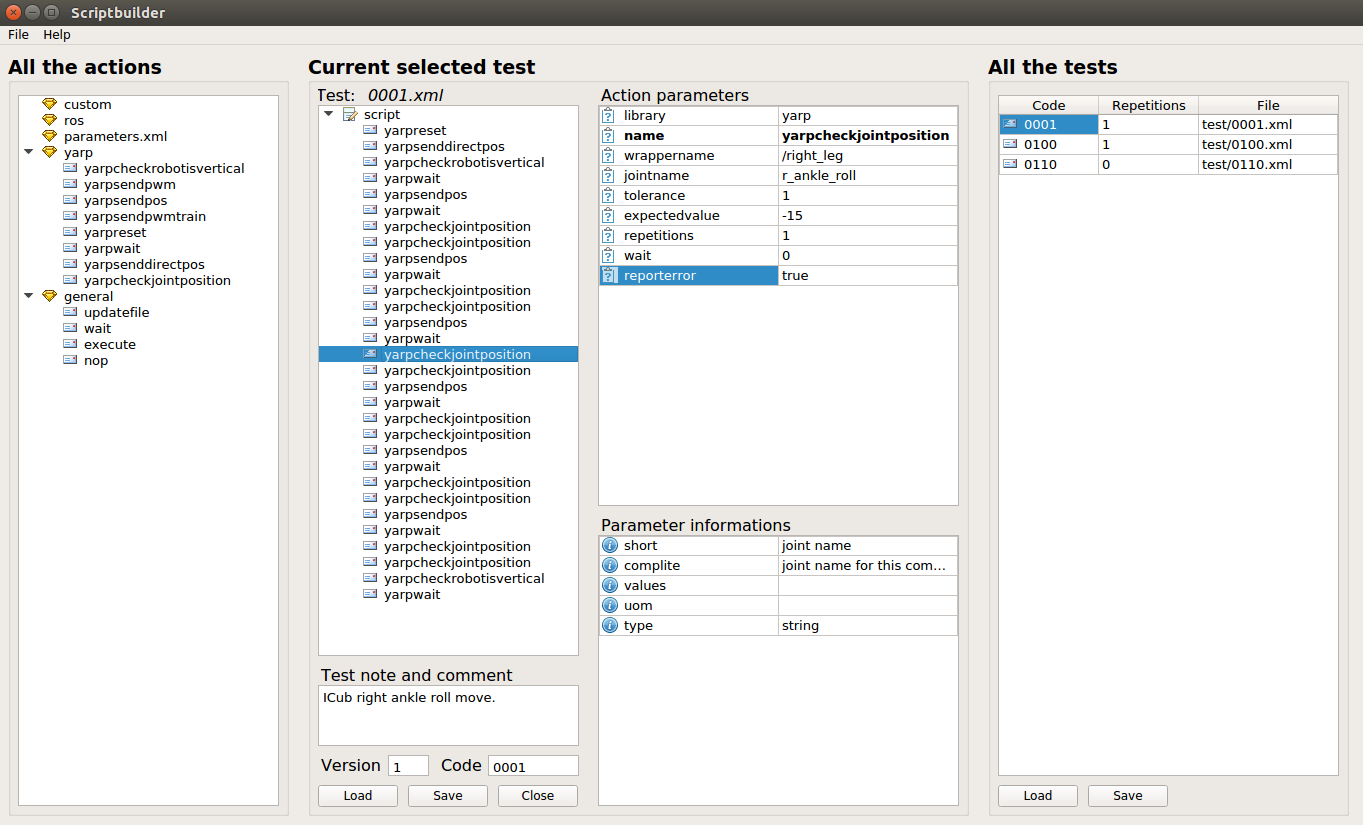 Scriptbuilder
File Help
All the actions
custom
ros
parameters.xml
yarp
yarpcheckrobotisvertical
yarpsendpwm
yarpsendpos
yarpsendpwmtrain
yarpreset
yarpwait
yarpsenddirectpos
yarpcheckjointposition
general
updatefile
wait
execute
nop
Current selected test
Test: 0001.xml
script
yarpreset
yarpsenddirectpos
yarpcheckrobotisvertical
yarpwait
yarpsendpos
yarpwait
yarpcheckjointposition
yarpcheckjointposition
yarpsendpos
yarpwait
yarpcheckjointposition
yarpcheckjointposition
yarpsendpos
yarpwait
yarpcheckjointposition
yarpcheckjointposition
yarpsendpos
yarpwait
yarpcheckjointposition
yarpcheckjointposition
yarpsendpos
yarpwait
yarpcheckjointposition
yarpcheckjointposition
yarpsendpos
yarpwait
yarpcheckjointposition
yarpcheckjointposition
yarpcheckrobotisvertical
yarpwait
Test note and comment
ICub right ankle roll move.
Version 1 Code 0001
Load Save Close
Action parameters
library yarp
name yarpcheckjointposition
wrappername /right_leg
jointname r_ankle_roll
tolerance 1
expectedvalue -15
repetitions 1
wait 0
reporterror true
Parameter informations
short joint name
complite joint name for this com...
values
uom
type string
All the tests
Code Repetitions File
0001 1 test/0001.xml
0100 1 test/0100.xml
0110 0 test/0110.xml
Load Save